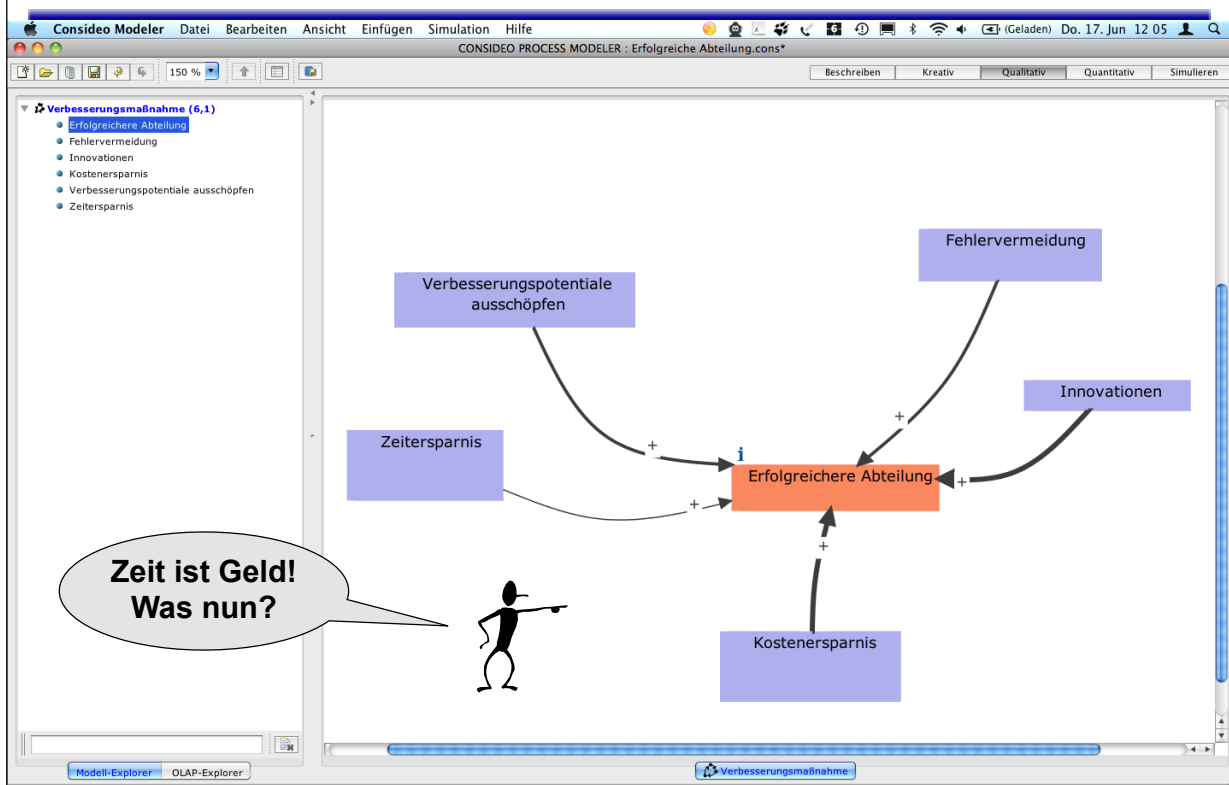 Consideo Modeler Datei Bearbeiten Ansicht Einfügen Simulation Hilfe
(Geladen) Do. 17. Jun 12 05
CONSIDEO PROCESS MODELER : Erfolgreiche Abteilung.cons*
150 %
Beschreiben Kreativ Qualitativ Quantitativ Simulieren
Verbesserungsmaßnahme (6,1)
Erfolgreichere Abteilung
Fehlervermeidung
Innovationen
Kostenersparnis
Verbesserungspotentiale ausschöpfen
Zeitersparnis
Fehlervermeidung
Verbesserungspotentiale
ausschöpfen
Innovationen
+
Zeitersparnis
+
i
Erfolgreichere Abteilung
+
+
+
Zeit ist Geld!
Was nun?
Kostenersparnis
Modell-Explorer OLAP-Explorer
Verbesserungsmaßnahme